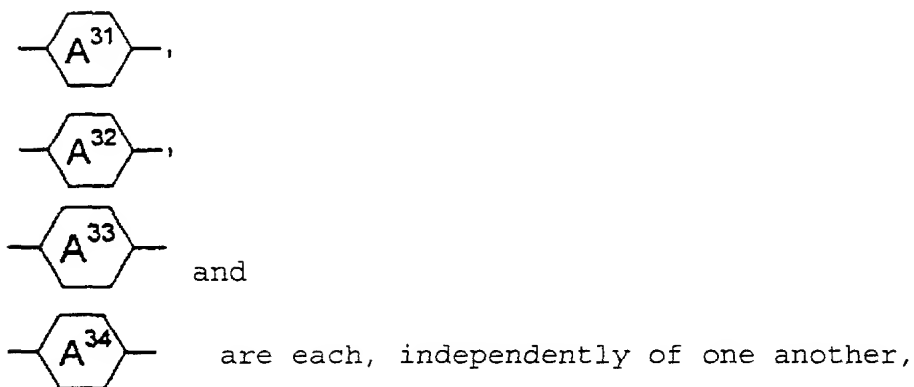 A31,
A32,
A33 and
A34 are each, independently of one another,